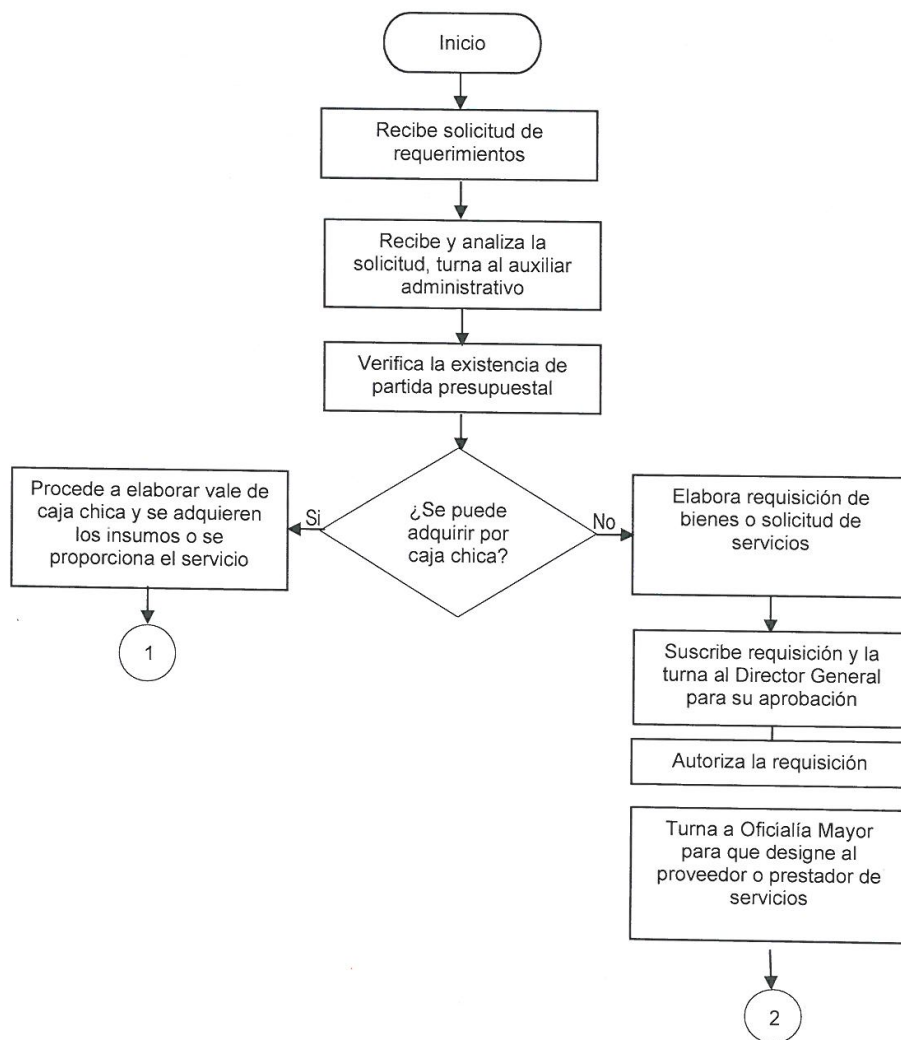 Inicio
Recibe solicitud de
requerimientos
Recibe y analiza la
solicitud, turna al auxiliar
administrativo
Verifica la existencia de
partida presupuestal
¿Se puede
adquirir por
caja chica?
Si
Procede a elaborar vale de
caja chica y se adquieren
los insumos o se
proporciona el servicio
1
No
Elabora requisición de
bienes o solicitud de
servicios
Suscribe requisición y la
turna al Director General
para su aprobación
Autoriza la requisición
Turna a Oficialía Mayor
para que designe al
proveedor o prestador de
servicios
2